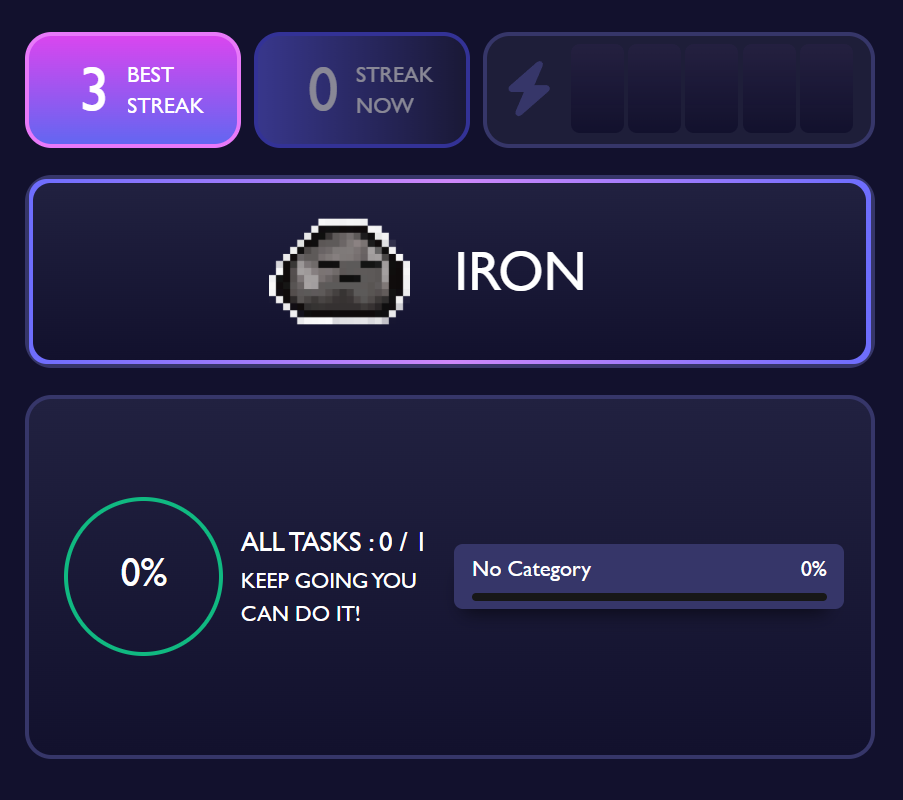 3 BEST
STREAK
0 STREAK
NOW
IRON
0%
ALL TASKS : 0 / 1
KEEP GOING YOU
CAN DO IT!
No Category 0%